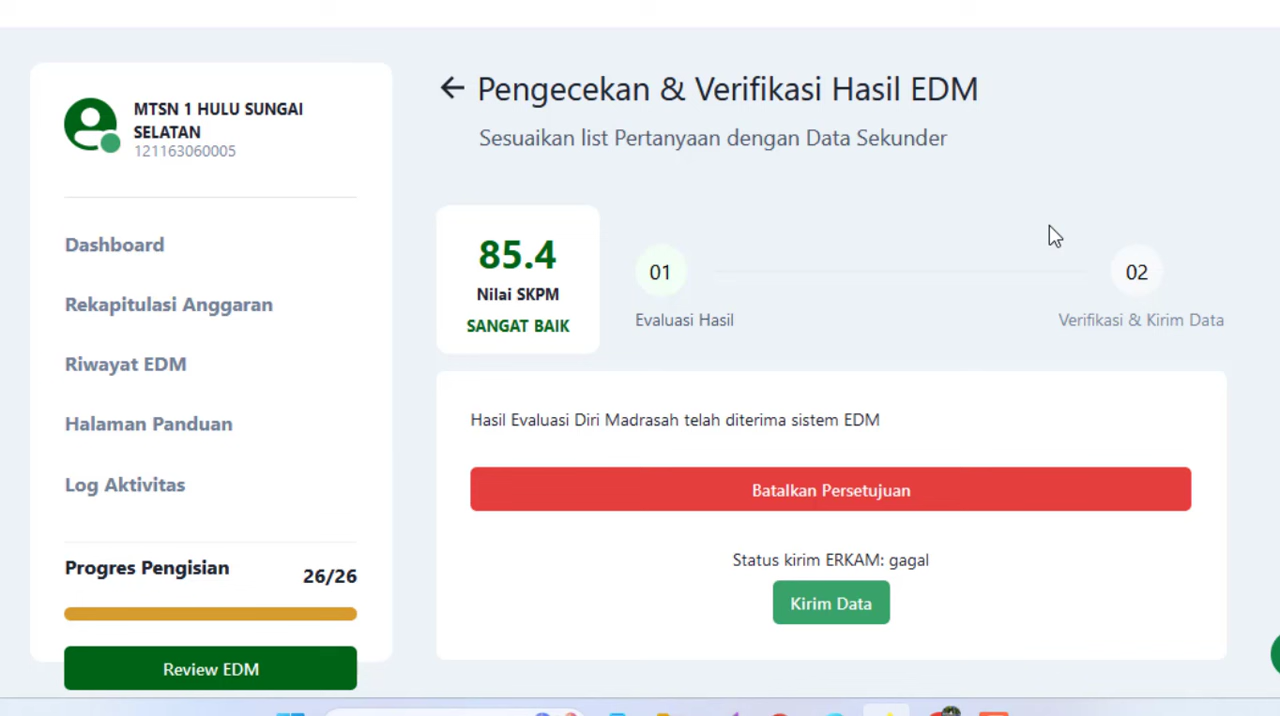 MTSN 1 HULU SUNGAI
SELATAN
121163060005
Dashboard
Rekapitulasi Anggaran
Riwayat EDM
Halaman Panduan
Log Aktivitas
Progres Pengisian
26/26
Review EDM
← Pengecekan & Verifikasi Hasil EDM
Sesuaikan list Pertanyaan dengan Data Sekunder
85.4
Nilai SKPM
SANGAT BAIK
01
Evaluasi Hasil
02
Verifikasi & Kirim Data
Hasil Evaluasi Diri Madrasah telah diterima sistem EDM
Batalkan Persetujuan
Status kirim ERKAM: gagal
Kirim Data